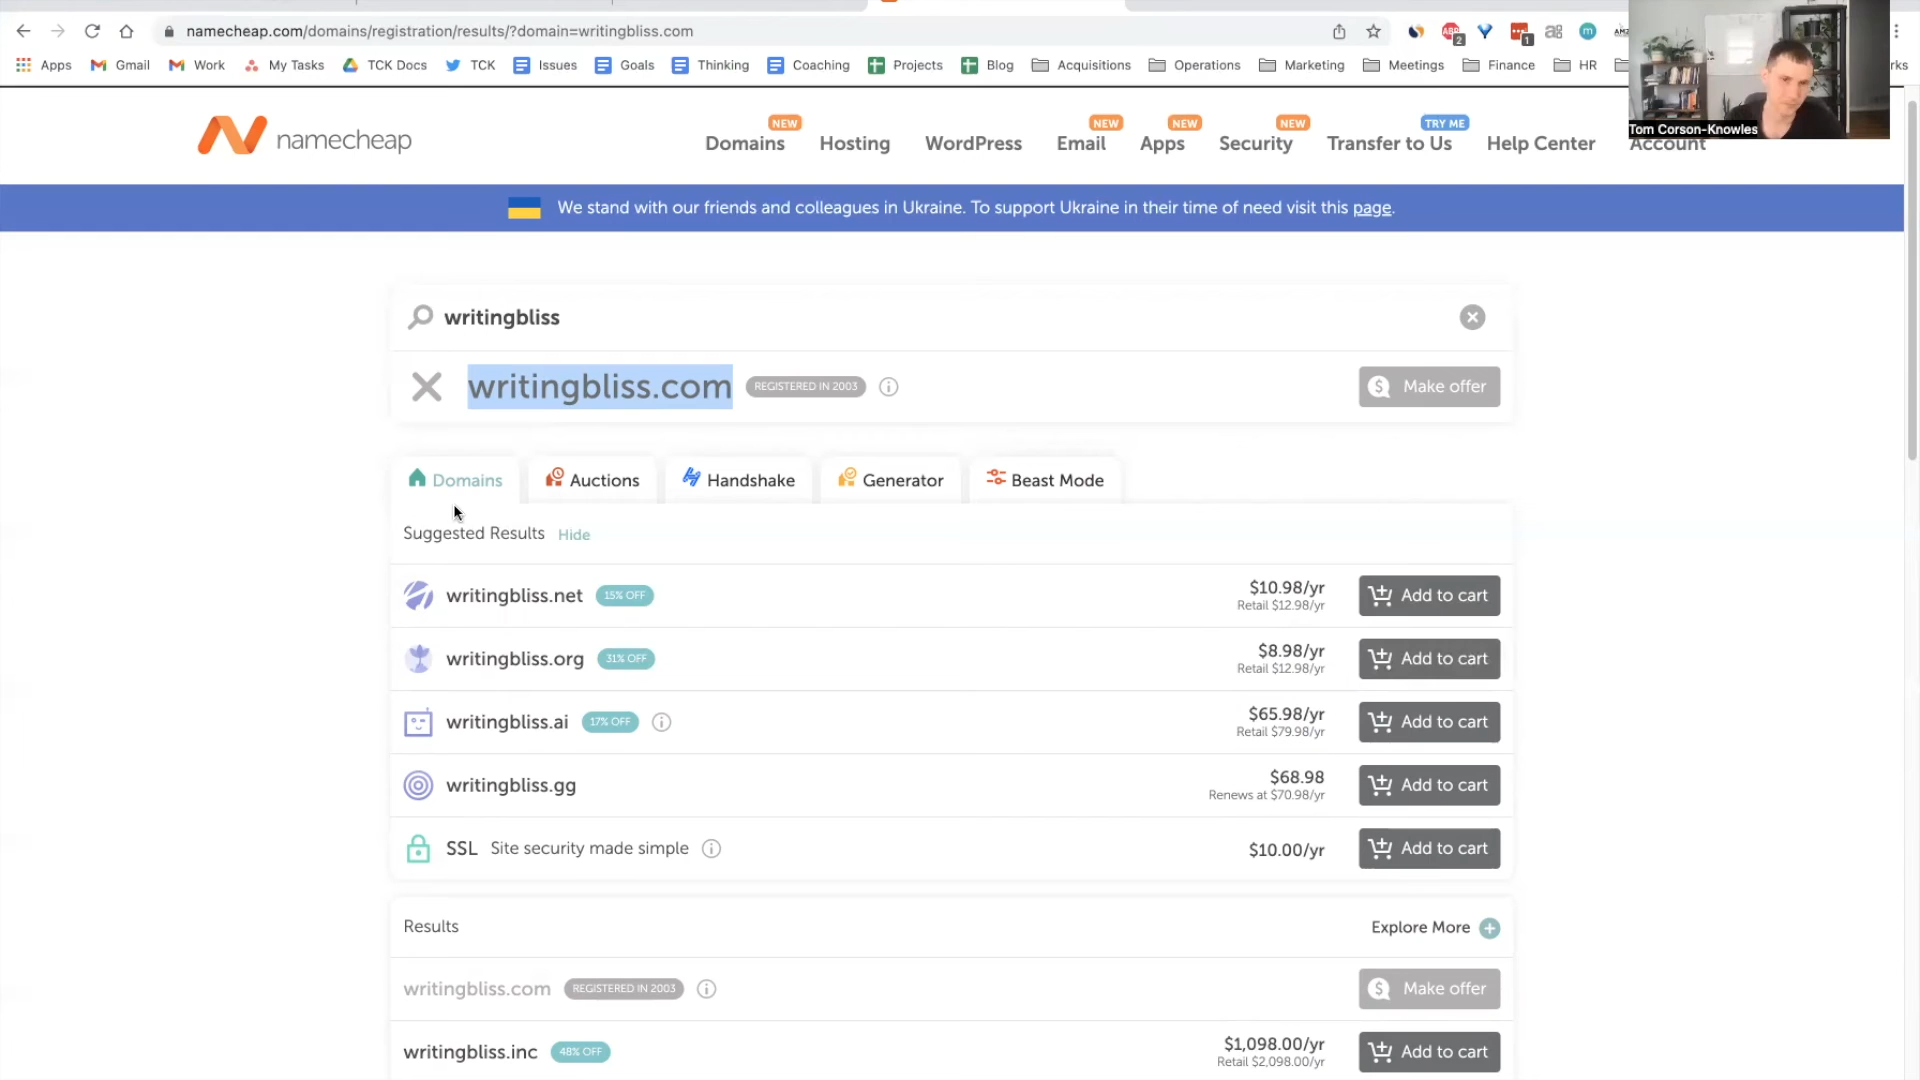 namecheap.com/domains/registration/results/?domain=writingbliss.com
ABP 2
1
a8
m
Apps Gmail Work My Tasks TCK Docs TCK Issues Goals Thinking Coaching Projects Blog Acquisitions Operations Marketing Meetings Finance HR rks
Tom Corson-Knowles
namecheap
NEW NEW NEW NEW TRY ME
Domains Hosting WordPress Email Apps Security Transfer to Us Help Center Account
We stand with our friends and colleagues in Ukraine. To support Ukraine in their time of need visit this page.
writingbliss
writingbliss.com REGISTERED IN 2003 Make offer
Domains Auctions Handshake Generator Beast Mode
Suggested Results Hide
writingbliss.net 15% OFF $10.98/yr Add to cart
Retail $12.98/yr
writingbliss.org 31% OFF $8.98/yr Add to cart
Retail $12.98/yr
writingbliss.ai 17% OFF $65.98/yr Add to cart
Retail $79.98/yr
writingbliss.gg $68.98 Add to cart
Renews at $70.98/yr
SSL Site security made simple $10.00/yr Add to cart
Results Explore More
writingbliss.com REGISTERED IN 2003 Make offer
writingbliss.inc 48% OFF $1,098.00/yr Add to cart
Retail $2,098.00/yr